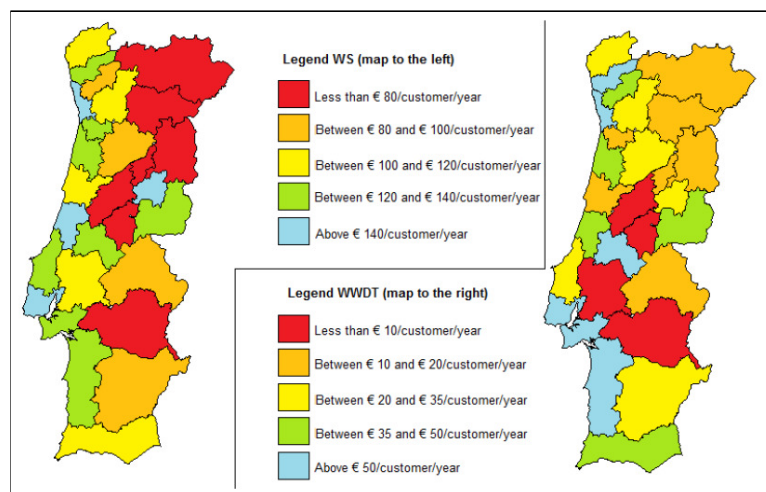 Legend WS (map to the left)
Less than € 80/customer/year
Between € 80 and € 100/customer/year
Between € 100 and € 120/customer/year
Between € 120 and € 140/customer/year
Above € 140/customer/year
Legend WWDT (map to the right)
Less than € 10/customer/year
Between € 10 and € 20/customer/year
Between € 20 and € 35/customer/year
Between € 35 and € 50/customer/year
Above € 50/customer/year